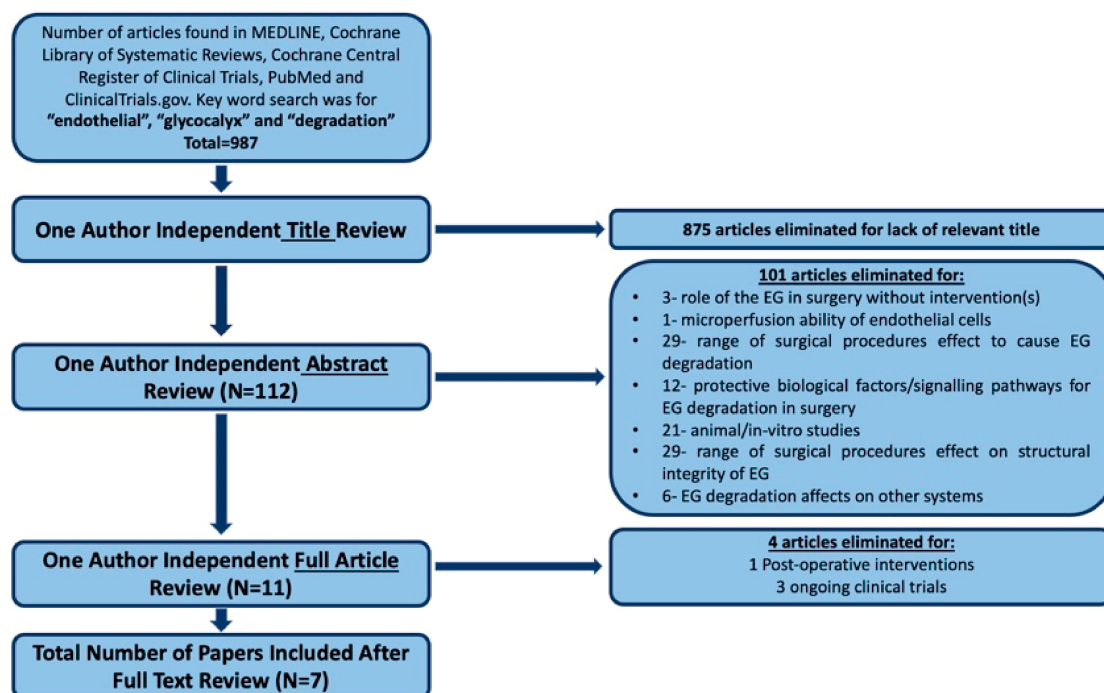 Number of articles found in MEDLINE, Cochrane
Library of Systematic Reviews, Cochrane Central
Register of Clinical Trials, PubMed and
ClinicalTrials.gov. Key word search was for
“endothelial”, “glycocalyx” and “degradation”
Total=987
One Author Independent Title Review
875 articles eliminated for lack of relevant title
101 articles eliminated for:
• 3- role of the EG in surgery without intervention(s)
• 1- microperfusion ability of endothelial cells
• 29- range of surgical procedures effect to cause EG
degradation
• 12- protective biological factors/signalling pathways for
EG degradation in surgery
• 21- animal/in-vitro studies
• 29- range of surgical procedures effect on structural
integrity of EG
• 6- EG degradation affects on other systems
One Author Independent Abstract
Review (N=112)
One Author Independent Full Article
Review (N=11)
4 articles eliminated for:
1 Post-operative interventions
3 ongoing clinical trials
Total Number of Papers Included After
Full Text Review (N=7)